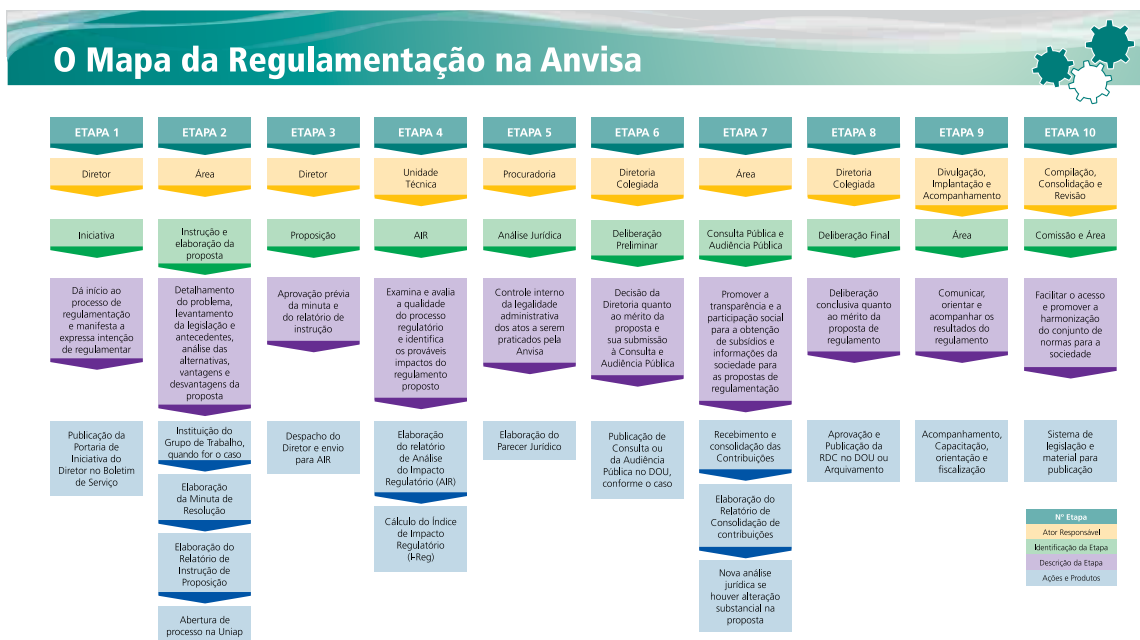 O Mapa da Regulamentação na Anvisa
ETAPA 1
Diretor
Iniciativa
Dá início ao
processo de
regulamentação
e manifesta a
expressa intenção
de regulamentar
Publicação da
Portaria de
Iniciativa do
Diretor no Boletim
de Serviço
ETAPA 2
Área
Instrução e
elaboração da
proposta
Detalhamento
do problema,
levantamento
da legislação e
antecedentes,
análise das
alternativas,
vantagens e
desvantagens da
proposta
Instituição do
Grupo de Trabalho,
quando for o caso
Elaboração
da Minuta de
Resolução
Elaboração do
Relatório de
Instrução de
Proposição
Abertura de
processo na Uniap
ETAPA 3
Diretor
Proposição
Aprovação prévia
da minuta e
do relatório de
instrução
Despacho do
Diretor e envio
para AIR
ETAPA 4
Unidade
Técnica
AIR
Examina e avalia
a qualidade
do processo
regulatório
e identifica
os prováveis
impactos do
regulamento
proposto
Elaboração
do relatório
de Análise
do Impacto
Regulatório (AIR)
Cálculo do Índice
de Impacto
Regulatório
(I-Reg)
ETAPA 5
Procuradoria
Análise Jurídica
Controle interno
da legalidade
administrativa
dos atos a serem
praticados pela
Anvisa
Elaboração do
Parecer Jurídico
ETAPA 6
Diretoria
Colegiada
Deliberação
Preliminar
Decisão da
Diretoria quanto
ao mérito da
proposta e
sua submissão
à Consulta e
Audiência Pública
Publicação de
Consulta ou
da Audiência
Pública no DOU,
conforme o caso
ETAPA 7
Área
Consulta Pública e
Audiência Pública
Promover a
transparência e a
participação social
para a obtenção
de subsídios e
informações da
sociedade para
as propostas de
regulamentação
Recebimento e
consolidação das
Contribuições
Elaboração do
Relatório de
Consolidação de
contribuições
Nova análise
jurídica se
houver alteração
substancial na
proposta
ETAPA 8
Diretoria
Colegiada
Deliberação Final
Deliberação
conclusiva quanto
ao mérito da
proposta de
regulamento
Aprovação e
Publicação da
RDC no DOU ou
Arquivamento
ETAPA 9
Divulgação,
Implantação e
Acompanhamento
Área
Comunicar,
orientar e
acompanhar os
resultados do
regulamento
Acompanhamento,
Capacitação,
orientação e
fiscalização
ETAPA 10
Compilação,
Consolidação e
Revisão
Comissão e Área
Facilitar o acesso
e promover a
harmonização
do conjunto de
normas para a
sociedade
Sistema de
legislação e
material para
publicação
Nº Etapa
Ator Responsável
Identificação da Etapa
Descrição da Etapa
Ações e Produtos